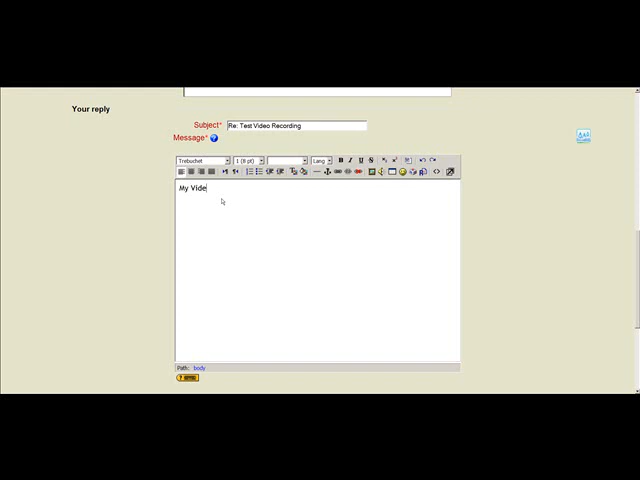 Your reply
Subject* Re: Test Video Recording
Message*
Trebuchet 1 (8 pt) Lang
B I U S
My Vide
Path: body